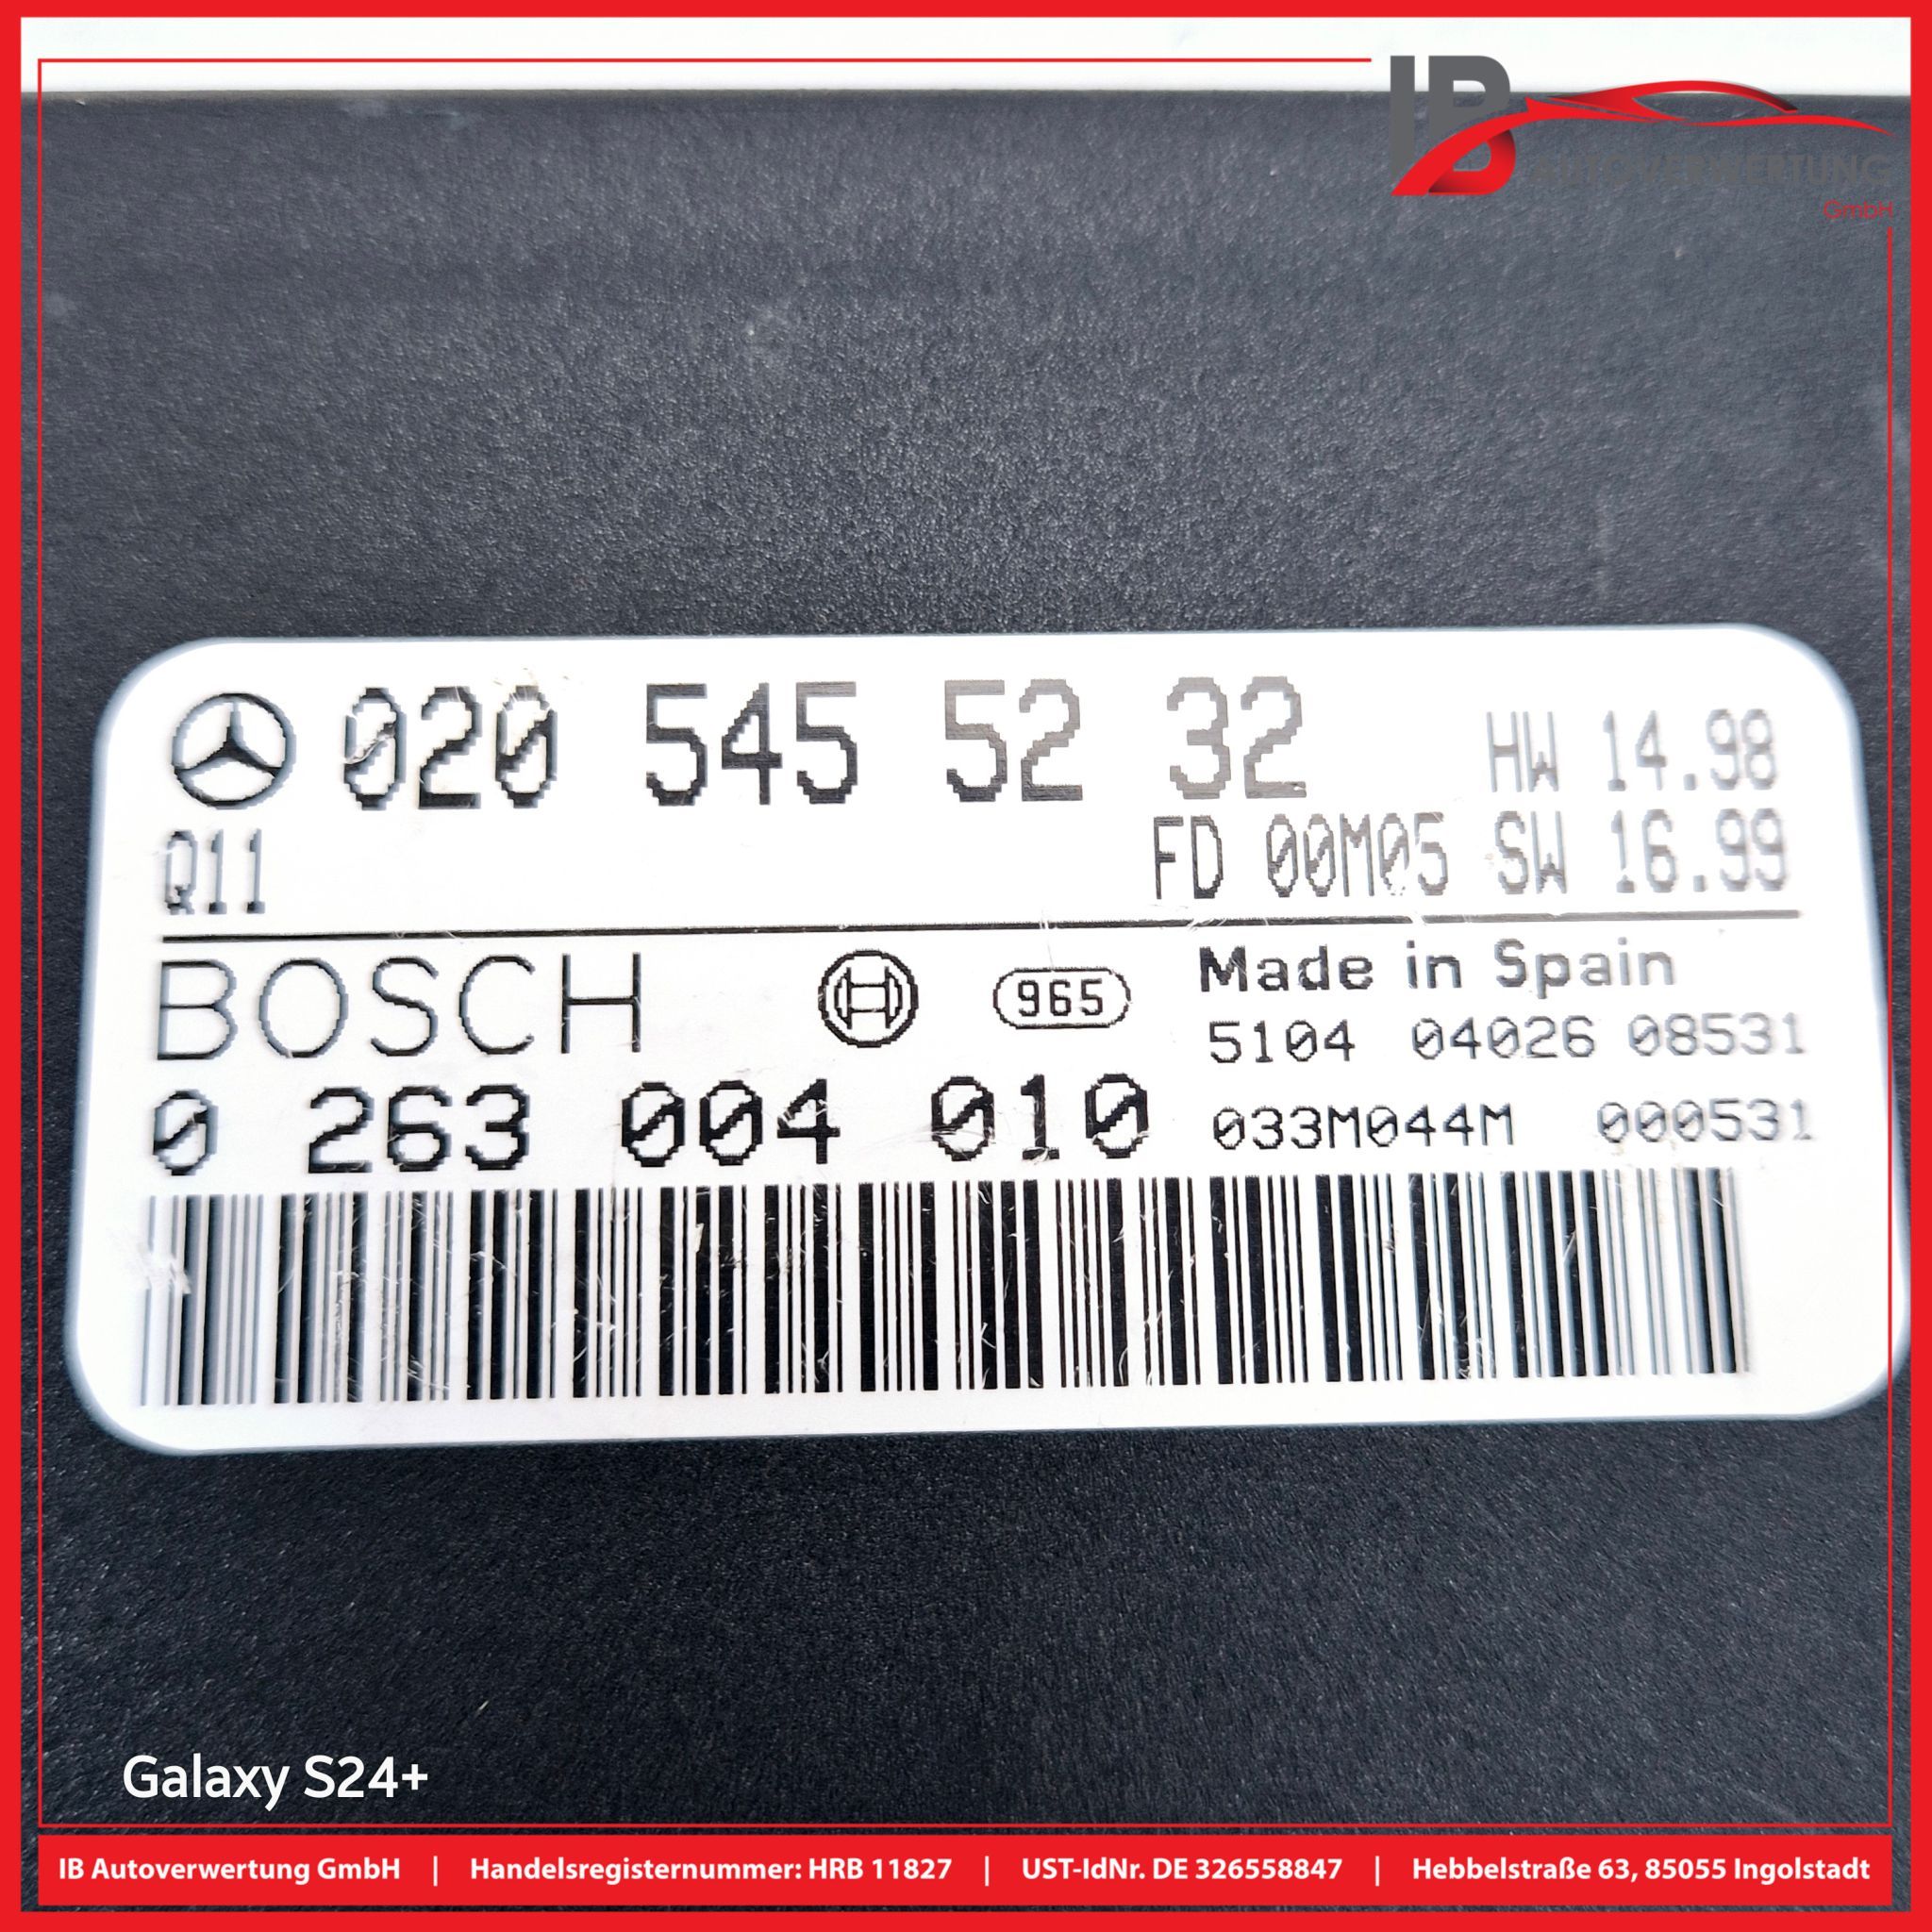 IB
AUTOVERWERTUNG
GmbH
020 545 52 32 HW 14.98
Q11 FD 00M05 SW 16.99
BOSCH 965 Made in Spain
5104 04026 08531
0 263 004 010 033M044M 000531
Galaxy S24+
IB Autoverwertung GmbH | Handelsregisternummer: HRB 11827 | UST-IdNr. DE 326558847 | Hebbelstraße 63, 85055 Ingolstadt